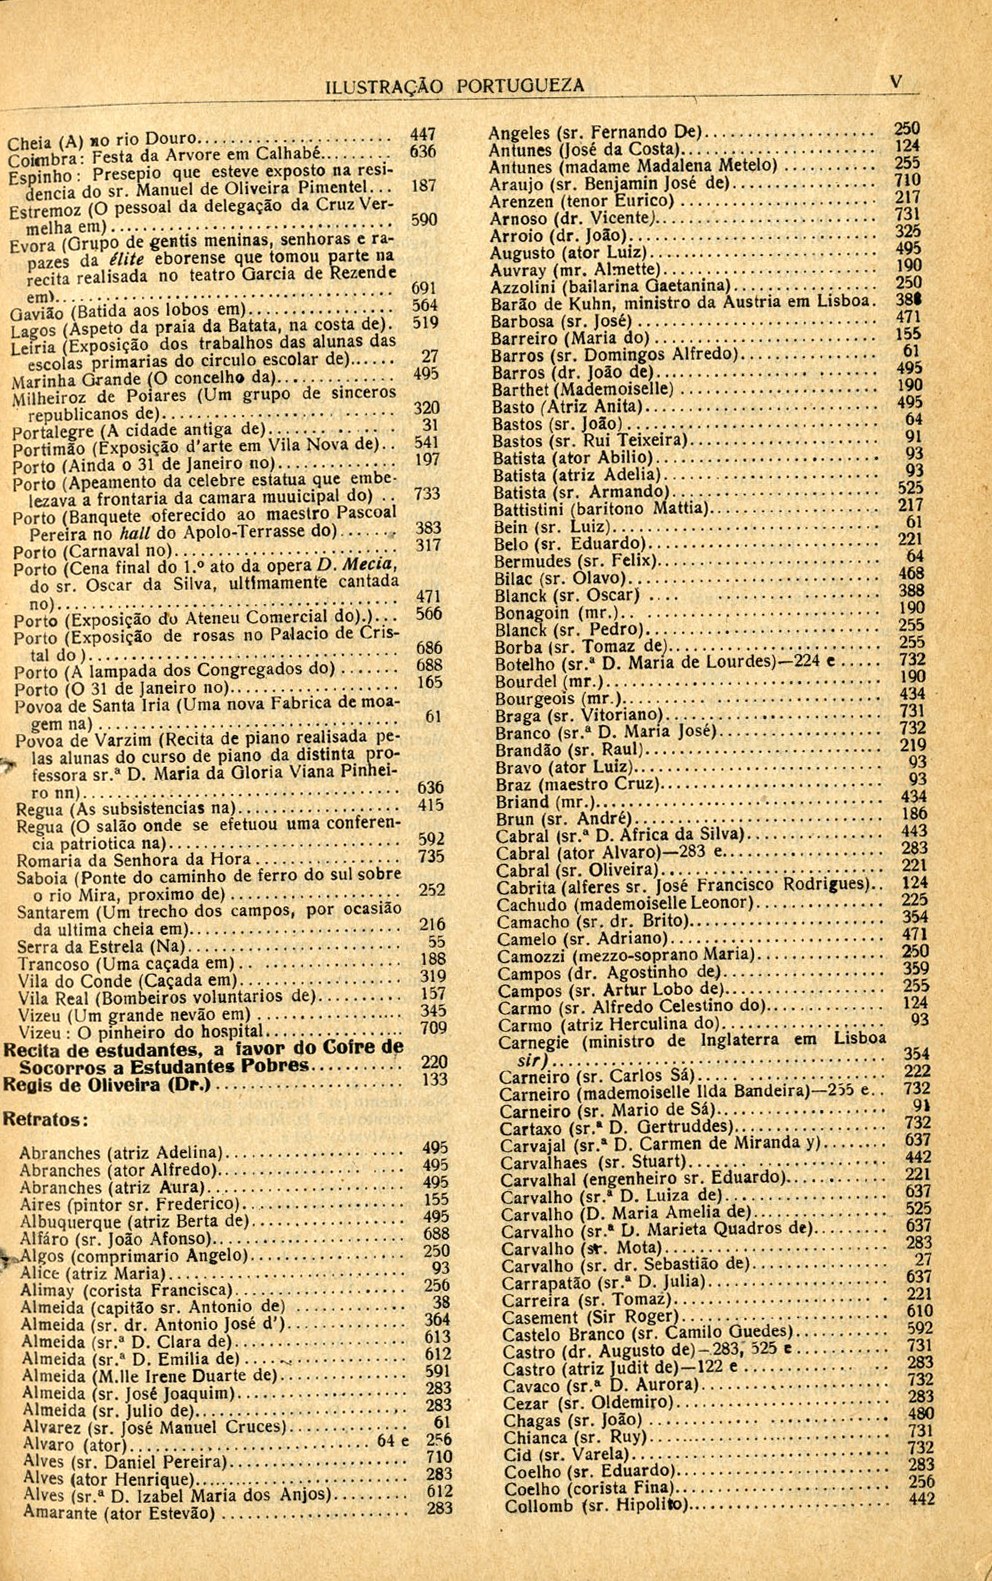 ILUSTRAÇÃO PORTUGUEZA V
Cheia (A) no rio Douro........................ 447
Coimbra: Festa da Arvore em Calhabé......... 636
Espinho: Presepio que esteve exposto na resi-
dencia do sr. Manuel de Oliveira Pimentel... 187
Estremoz (O pessoal da delegação da Cruz Ver-
melha em).................................. 590
Evora (Grupo de gentis meninas, senhoras e ra-
pazes da élite eborense que tomou parte na
recita realisada no teatro Garcia de Rezende
em)........................................ 691
Gavião (Batida aos lobos em).................. 564
Lagos (Aspeto da praia da Batata, na costa de). 519
Leiria (Exposição dos trabalhos das alunas das
escolas primarias do circulo escolar de)...... 27
Marinha Grande (O concelho da)............... 495
Milheiroz de Poiares (Um grupo de sinceros
republicanos de)............................ 320
Portalegre (A cidade antiga de)................ 31
Portimão (Exposição d'arte em Vila Nova de).. 541
Porto (Ainda o 31 de Janeiro no).............. 197
Porto (Apeamento da celebre estatua que embe-
lezava a frontaria da camara muuicipal do) .. 733
Porto (Banquete oferecido ao maestro Pascoal
Pereira no hall do Apolo-Terrasse do)....... 383
Porto (Carnaval no)........................... 317
Porto (Cena final do 1.º ato da opera D. Mecia,
do sr. Oscar da Silva, ultimamente cantada
no)........................................ 471
Porto (Exposição do Ateneu Comercial do).)... 566
Porto (Exposição de rosas no Palacio de Cris-
tal do )..................................... 686
Porto (A lampada dos Congregados do) ....... 688
Porto (O 31 de Janeiro no).................... 165
Povoa de Santa Iria (Uma nova Fabrica de moa-
gem na).................................... 61
Povoa de Varzim (Recita de piano realisada pe-
las alunas do curso de piano da distinta pro-
fessora sr.ª D. Maria da Gloria Viana Pinhei-
ro nn)...................................... 636
Regua (As subsistencias na)................... 415
Regua (O salão onde se efetuou uma conferen-
cia patriotica na)........................... 592
Romaria da Senhora da Hora................. 735
Saboia (Ponte do caminho de ferro do sul sobre
o rio Mira, proximo de) .................... 252
Santarem (Um trecho dos campos, por ocasião
da ultima cheia em)......................... 216
Serra da Estrela (Na)......................... 55
Trancoso (Uma caçada em) .................. 188
Vila do Conde (Caçada em)................... 319
Vila Real (Bombeiros voluntarios de).......... 157
Vizeu (Um grande nevão em) ................. 345
Vizeu : O pinheiro do hospital................ 709
Recita de estudantes, a favor do Cofre de
Socorros a Estudantes Pobres........... 220
Regis de Oliveira (Dr.)...................... 133
Retratos:
Abranches (atriz Adelina)..................... 495
Abranches (ator Alfredo)...................... 495
Abranches (atriz Aura)........................ 495
Aires (pintor sr. Frederico).................... 155
Albuquerque (atriz Berta de).................. 495
Alfáro (sr. João Afonso)....................... 688
Algos (comprimario Angelo).................. 250
Alice (atriz Maria)............................ 93
Alimay (corista Francisca).................... 256
Almeida (capitão sr. Antonio de) ............. 38
Almeida (sr. dr. Antonio José d').............. 364
Almeida (sr.ª D. Clara de).................... 613
Almeida (sr.ª D. Emilia de) .................. 612
Almeida (M.lle Irene Duarte de).............. 591
Almeida (sr. José Joaquim)................... 283
Almeida (sr. Julio de)........................ 283
Alvarez (sr. José Manuel Cruces)............. 61
Alvaro (ator)............................ 64 e 256
Alves (sr. Daniel Pereira)..................... 710
Alves (ator Henrique)........................ 283
Alves (sr.ª D. Izabel Maria dos Anjos)......... 612
Amarante (ator Estevão) ..................... 283
Angeles (sr. Fernando De).................... 250
Antunes (José da Costa)...................... 124
Antunes (madame Madalena Metelo) .......... 255
Araujo (sr. Benjamin José de)................. 710
Arenzen (tenor Eurico) ...................... 217
Arnoso (dr. Vicente).......................... 731
Arroio (dr. João)............................. 325
Augusto (ator Luiz).......................... 495
Auvray (mr. Almette)........................ 190
Azzolini (bailarina Gaetanina)................. 250
Barão de Kuhn, ministro da Austria em Lisboa. 388
Barbosa (sr. José) ........................... 471
Barreiro (Maria do).......................... 155
Barros (sr. Domingos Alfredo)................ 61
Barros (dr. João de).......................... 495
Barthet (Mademoiselle) ...................... 190
Basto (Atriz Anita)........................... 495
Bastos (sr. João)............................. 64
Bastos (sr. Rui Teixeira)...................... 91
Batista (ator Abilio)........................... 93
Batista (atriz Adelia).......................... 93
Batista (sr. Armando)........................ 525
Battistini (baritono Mattia).................... 217
Bein (sr. Luiz)................................ 61
Belo (sr. Eduardo)........................... 221
Bermudes (sr. Felix).......................... 64
Bilac (sr. Olavo)............................. 468
Blanck (sr. Oscar) .... ...................... 388
Bonagoin (mr.).............................. 190
Blanck (sr. Pedro)............................ 255
Borba (sr. Tomaz de)........................ 255
Botelho (sr.ª D. Maria de Lourdes)—224 e ..... 732
Bourdel (mr.)................................ 190
Bourgeois (mr.).............................. 434
Braga (sr. Vitoriano)......................... 731
Branco (sr.ª D. Maria José)................... 732
Brandão (sr. Raul)........................... 219
Bravo (ator Luiz)............................. 93
Braz (maestro Cruz).......................... 93
Briand (mr.)................................. 434
Brun (sr. André)............................. 186
Cabral (sr.ª D. Africa da Silva)................ 443
Cabral (ator Alvaro)—283 e................... 283
Cabral (sr. Oliveira).......................... 221
Cabrita (alferes sr. José Francisco Rodrigues).. 124
Cachudo (mademoiselle Leonor).............. 225
Camacho (sr. dr. Brito)....................... 354
Camelo (sr. Adriano)......................... 471
Camozzi (mezzo-soprano Maria).............. 250
Campos (dr. Agostinho de)................... 359
Campos (sr. Artur Lobo de).................. 255
Carmo (sr. Alfredo Celestino do).............. 124
Carmo (atriz Herculina do)................... 93
Carnegie (ministro de Inglaterra em Lisboa
sir)........................................ 354
Carneiro (sr. Carlos Sá)...................... 222
Carneiro (mademoiselle Ilda Bandeira)—255 e.. 732
Carneiro (sr. Mario de Sá).................... 91
Cartaxo (sr.ª D. Gertruddes).................. 732
Carvajal (sr.ª D. Carmen de Miranda y)........ 637
Carvalhaes (sr. Stuart)........................ 442
Carvalhal (engenheiro sr. Eduardo)............ 221
Carvalho (sr.ª D. Luiza de)................... 637
Carvalho (D. Maria Amelia de)............... 525
Carvalho (sr.ª D. Marieta Quadros de)......... 637
Carvalho (sr. Mota).......................... 283
Carvalho (sr. dr. Sebastião de)................ 27
Carrapatão (sr.ª D. Julia)..................... 637
Carreira (sr. Tomaz)......................... 221
Casement (Sir Roger)........................ 610
Castelo Branco (sr. Camilo Guedes)........... 592
Castro (dr. Augusto de)—283, 525 e........... 731
Castro (atriz Judit de)—122 e ................ 283
Cavaco (sr.ª D. Aurora)...................... 732
Cezar (sr. Oldemiro)......................... 283
Chagas (sr. João) ........................... 480
Chianca (sr. Ruy)............................ 731
Cid (sr. Varela).............................. 732
Coelho (sr. Eduardo)......................... 283
Coelho (corista Fina)......................... 256
Collomb (sr. Hipolito)........................ 442